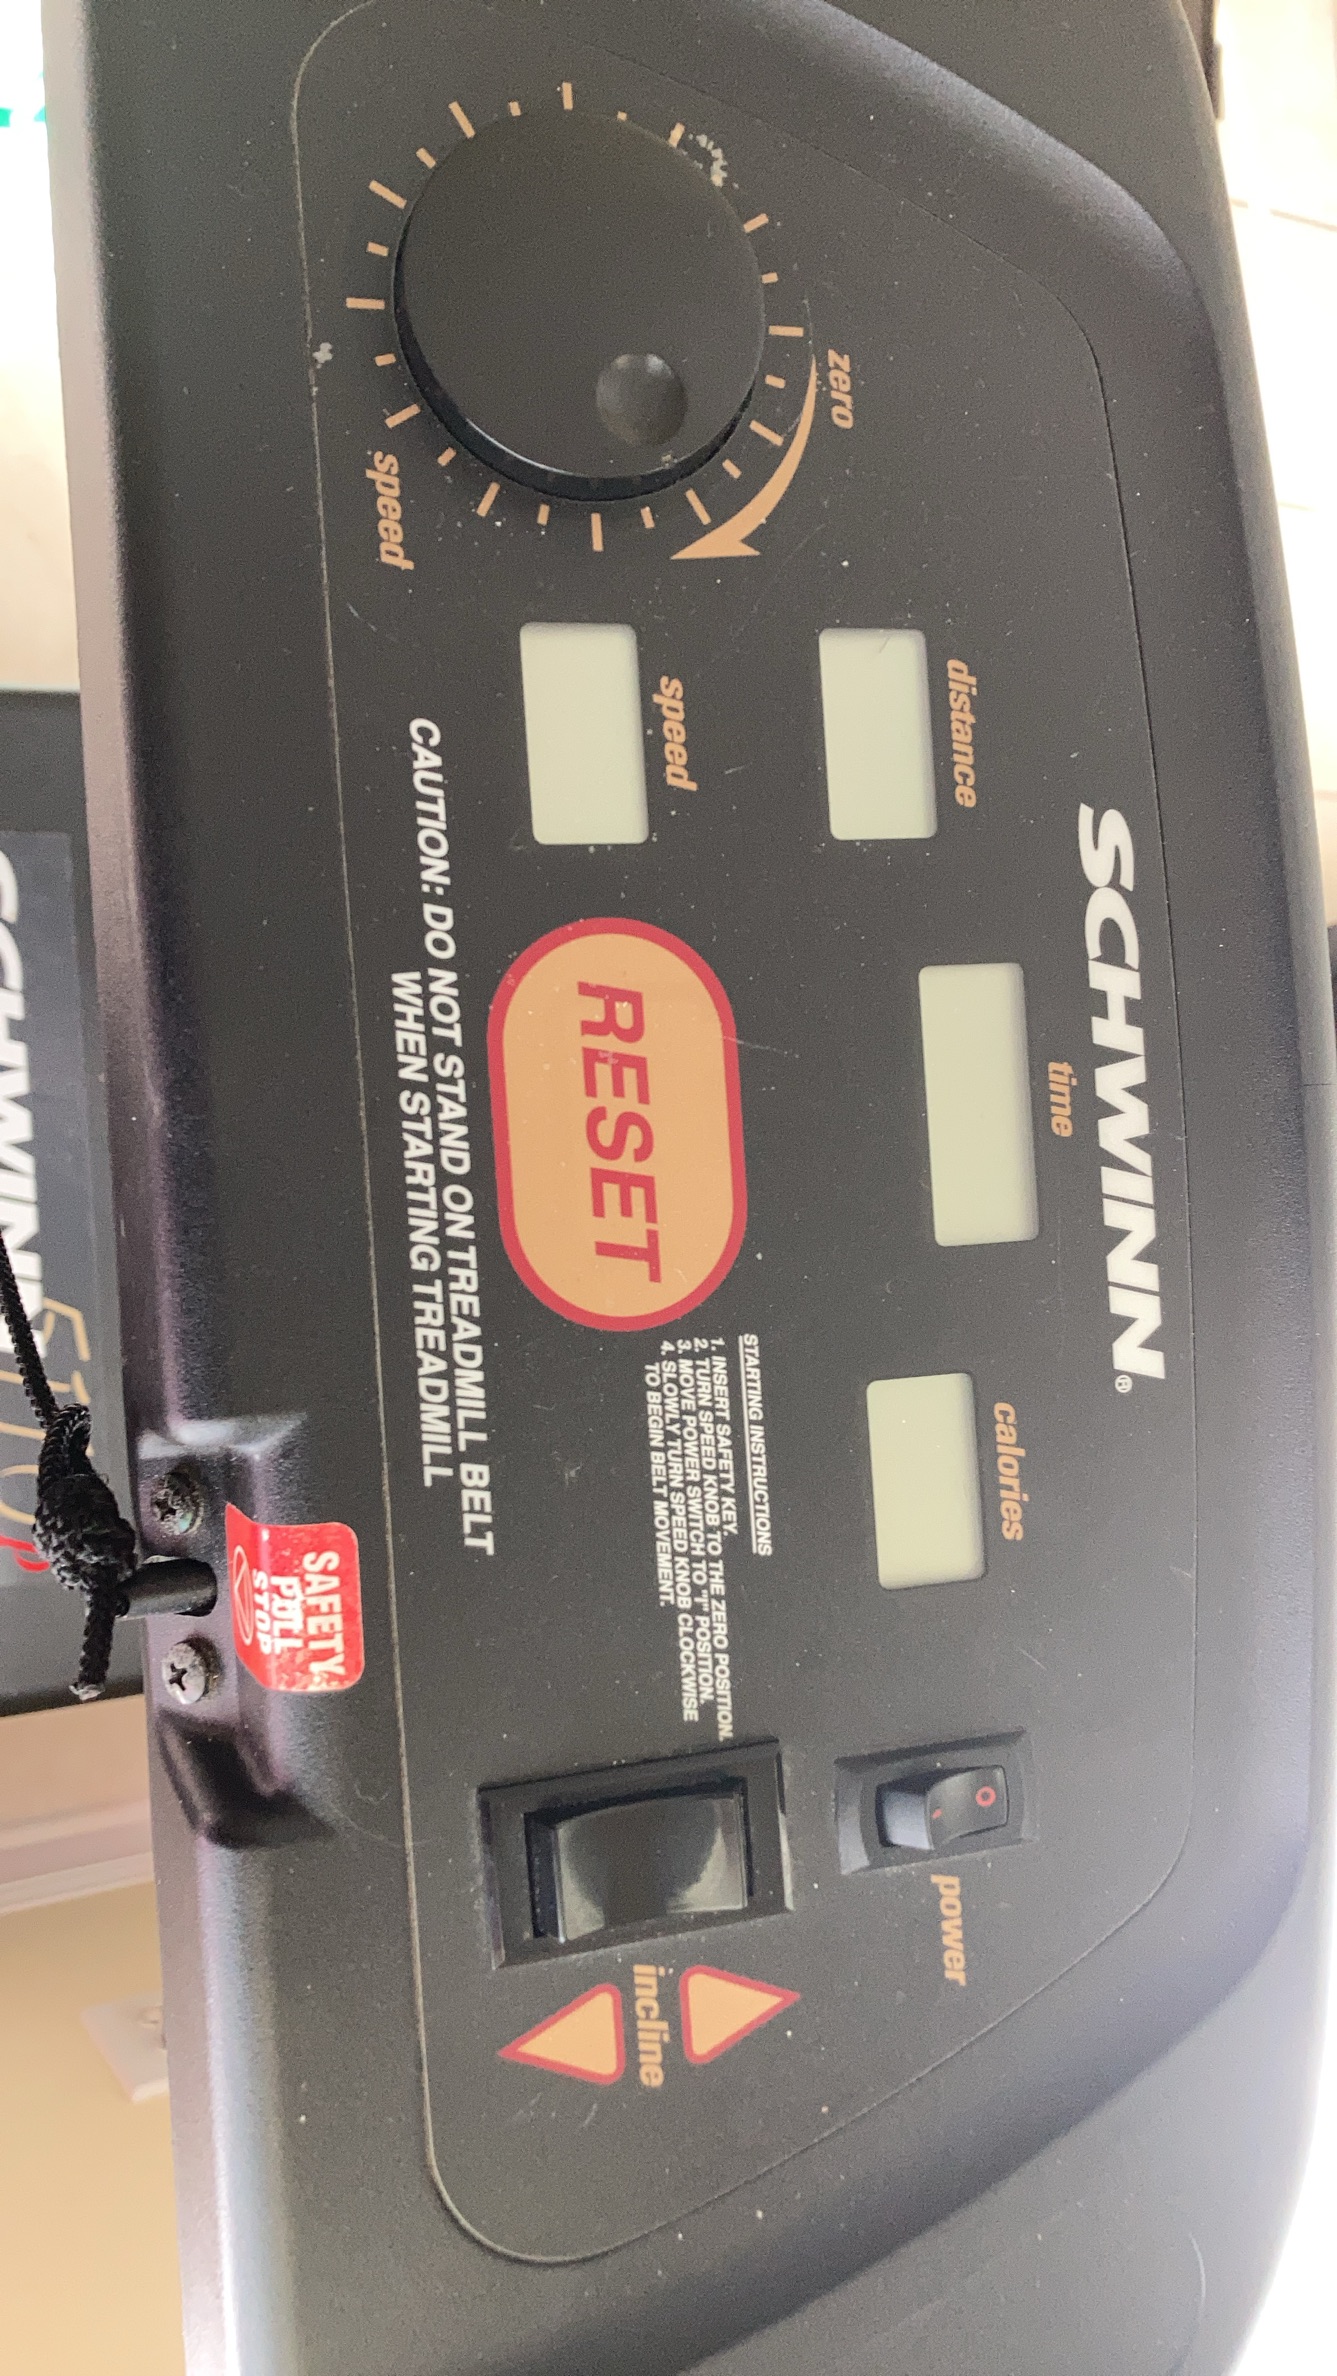 SCHWINN®
time
distance
calories
zero
speed
power
speed
RESET
STARTING INSTRUCTIONS
1. INSERT SAFETY KEY.
2. TURN SPEED KNOB TO THE ZERO POSITION.
3. MOVE POWER SWITCH TO "I" POSITION.
4. SLOWLY TURN SPEED KNOB CLOCKWISE
TO BEGIN BELT MOVEMENT.
incline
CAUTION: DO NOT STAND ON TREADMILL BELT
WHEN STARTING TREADMILL
SAFETY
PULL
STOP
SCHWINN